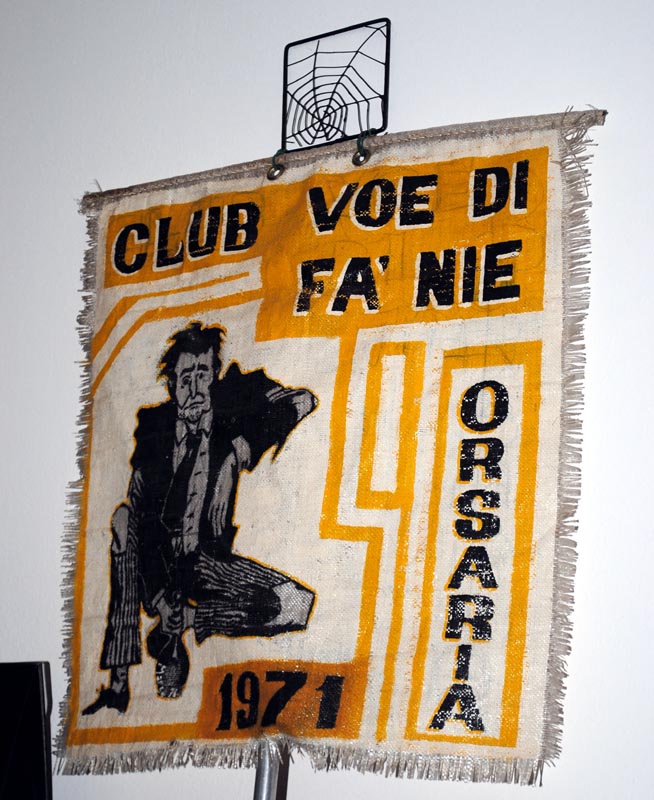 CLUB VOE DI
FA' NIE
ORSARIA
1971